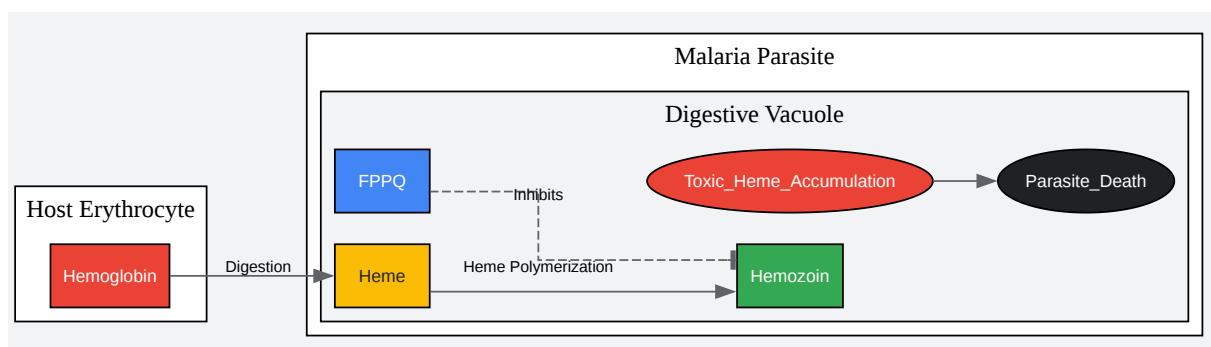 Malaria Parasite
Digestive Vacuole
FPPQ
Inhibits
Toxic_Heme_Accumulation
Parasite_Death
Host Erythrocyte
Hemoglobin
Digestion
Heme
Heme Polymerization
Hemozoin